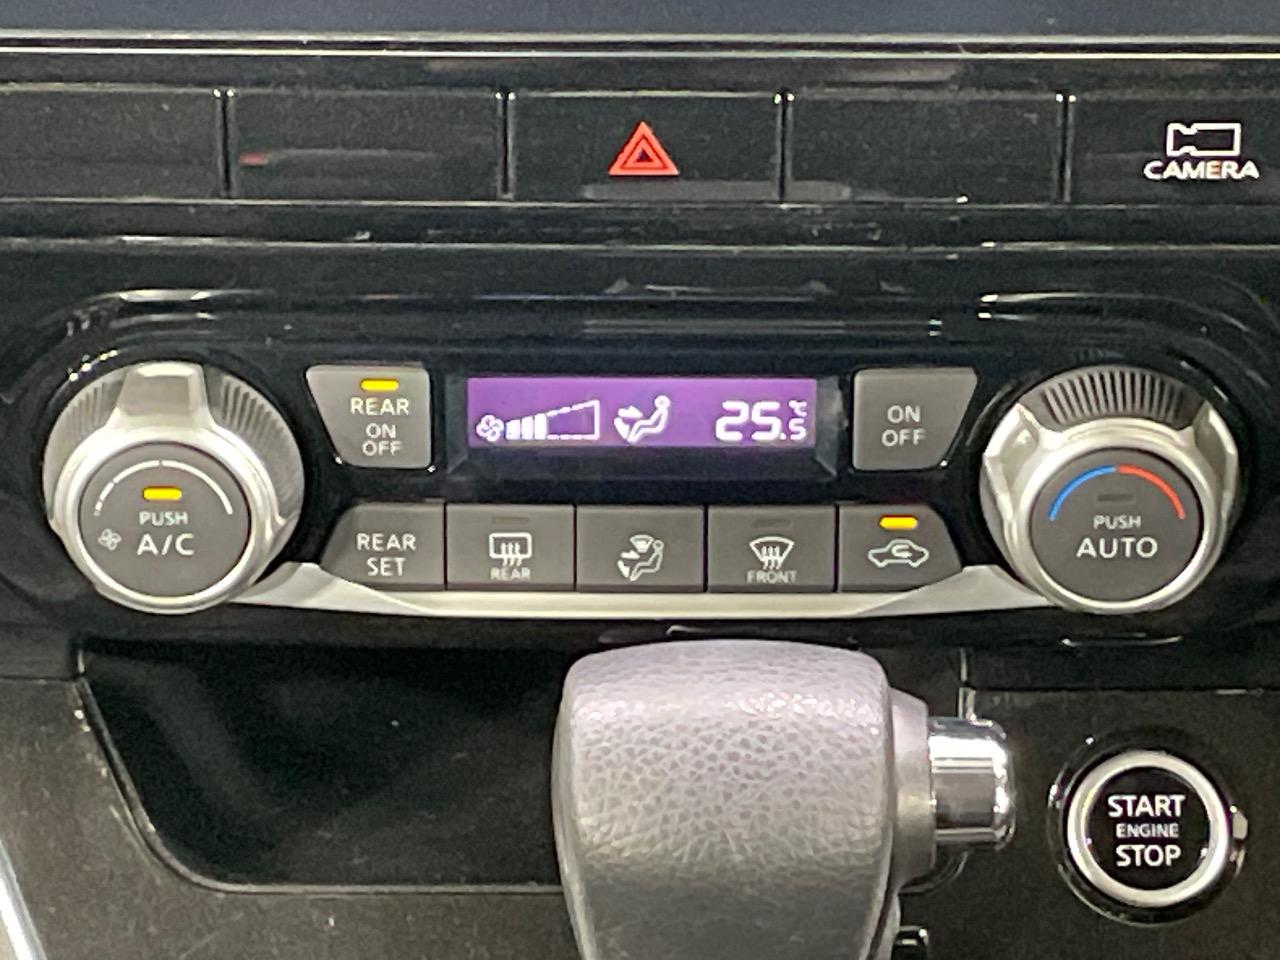 CAMERA
REAR
ON
OFF
25.5°C
ON
OFF
PUSH
A/C
REAR
SET
REAR
FRONT
PUSH
AUTO
START
ENGINE
STOP